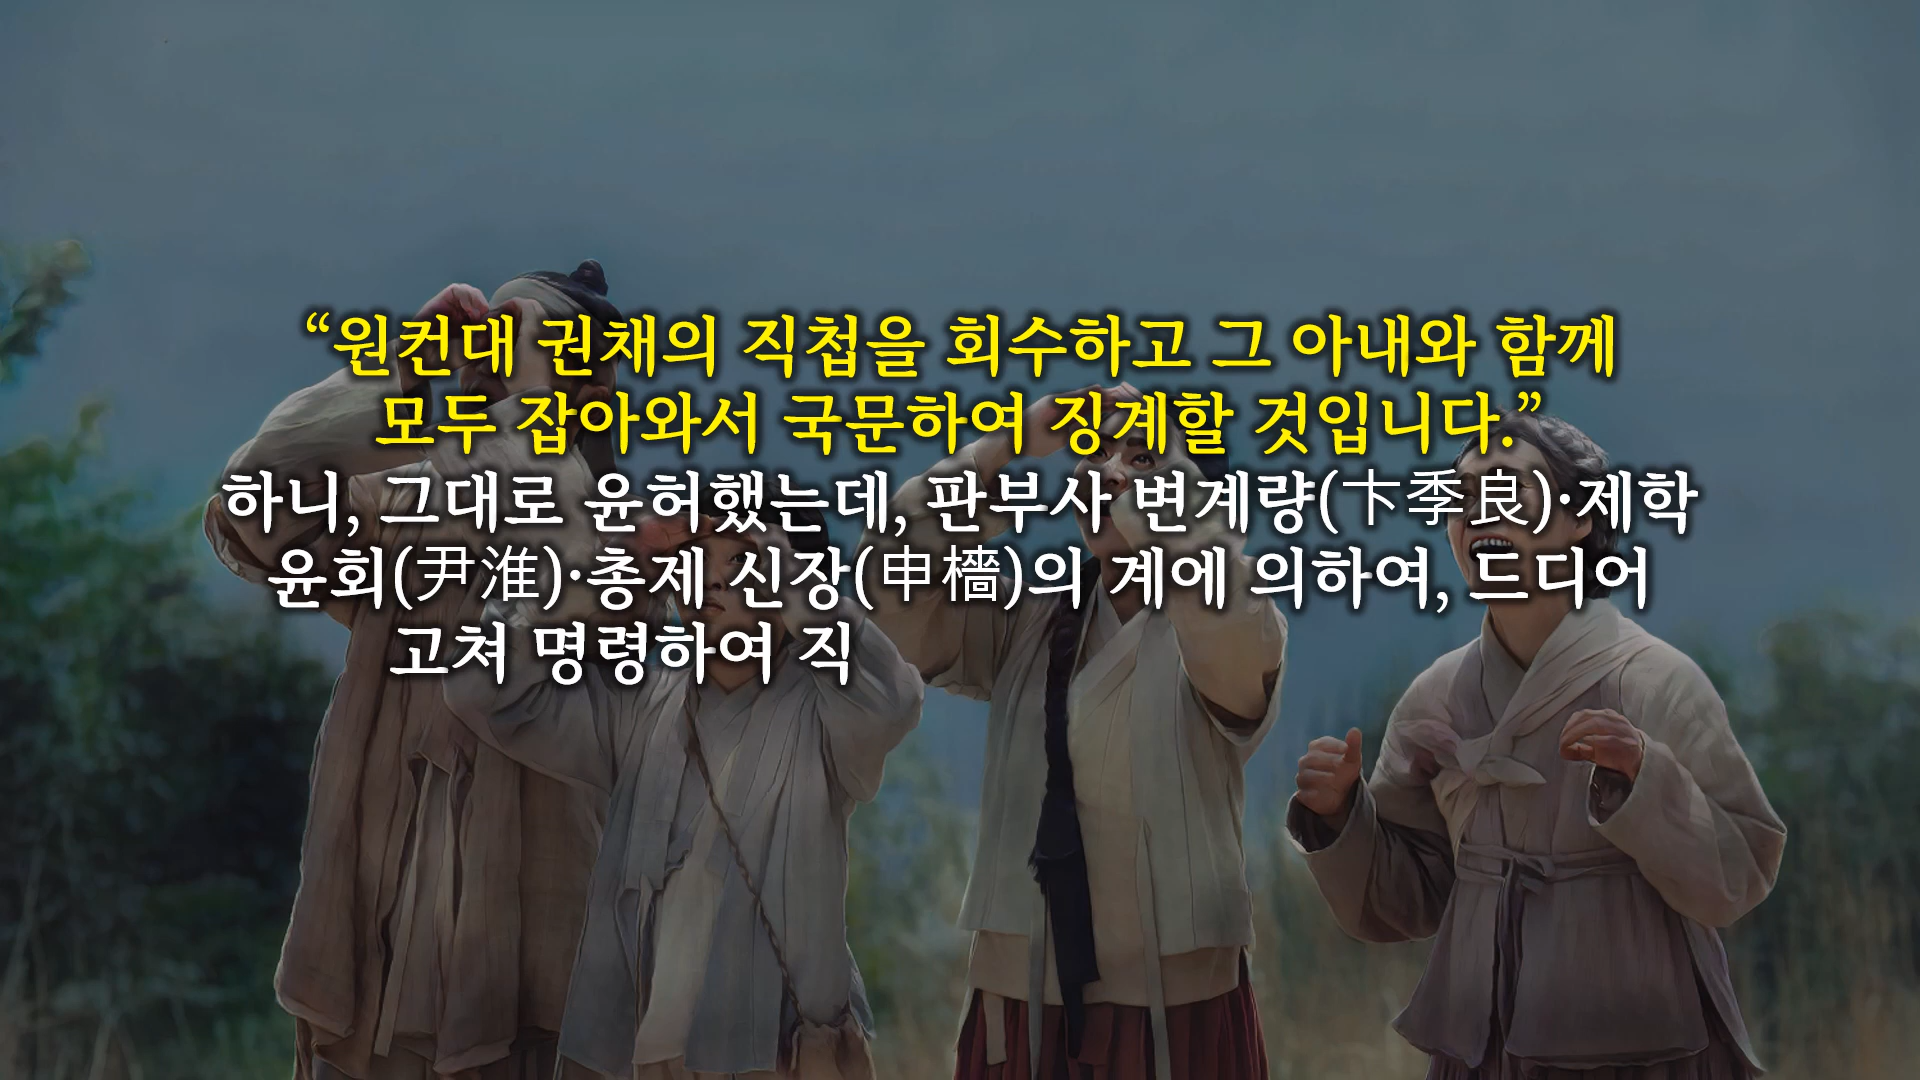 “원컨대 권채의 직첩을 회수하고 그 아내와 함께
모두 잡아와서 국문하여 징계할 것입니다.”
하니, 그대로 윤허했는데, 판부사 변계량(卞季良)·제학
윤회(尹淮)·총제 신장(申檣)의 계에 의하여, 드디어
고쳐 명령하여 직